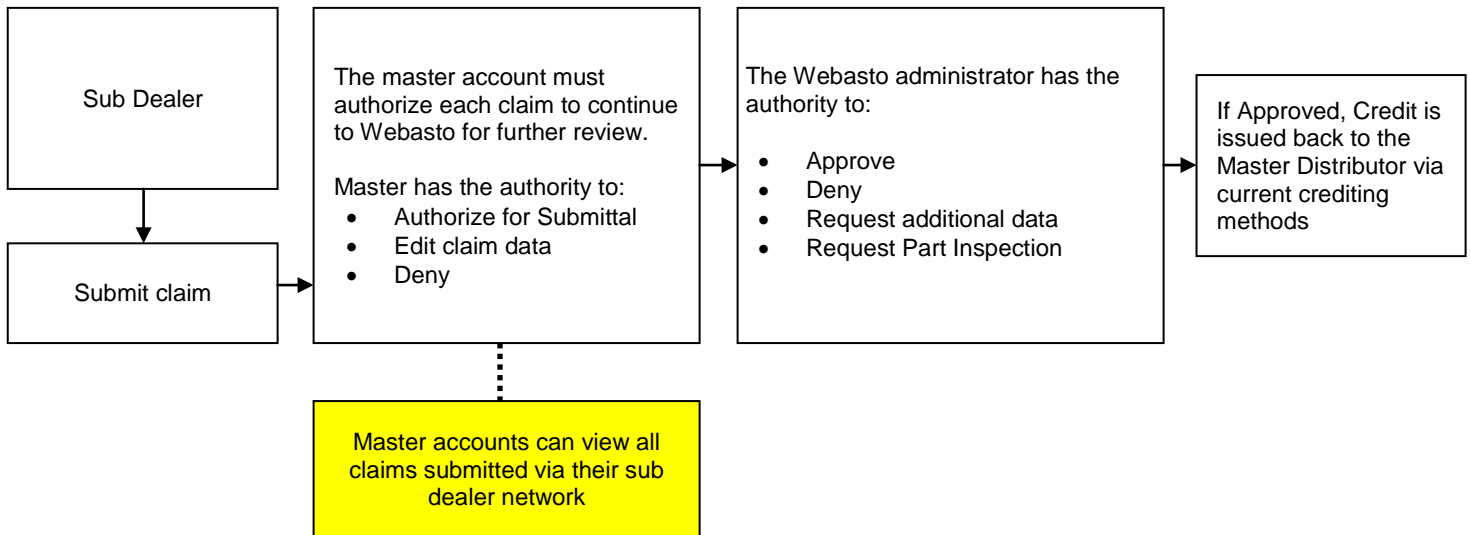 Sub Dealer
Submit claim
The master account must
authorize each claim to continue
to Webasto for further review.
Master has the authority to:
• Authorize for Submittal
• Edit claim data
• Deny
The Webasto administrator has the
authority to:
• Approve
• Deny
• Request additional data
• Request Part Inspection
If Approved, Credit is
issued back to the
Master Distributor via
current crediting
methods
Master accounts can view all
claims submitted via their sub
dealer network